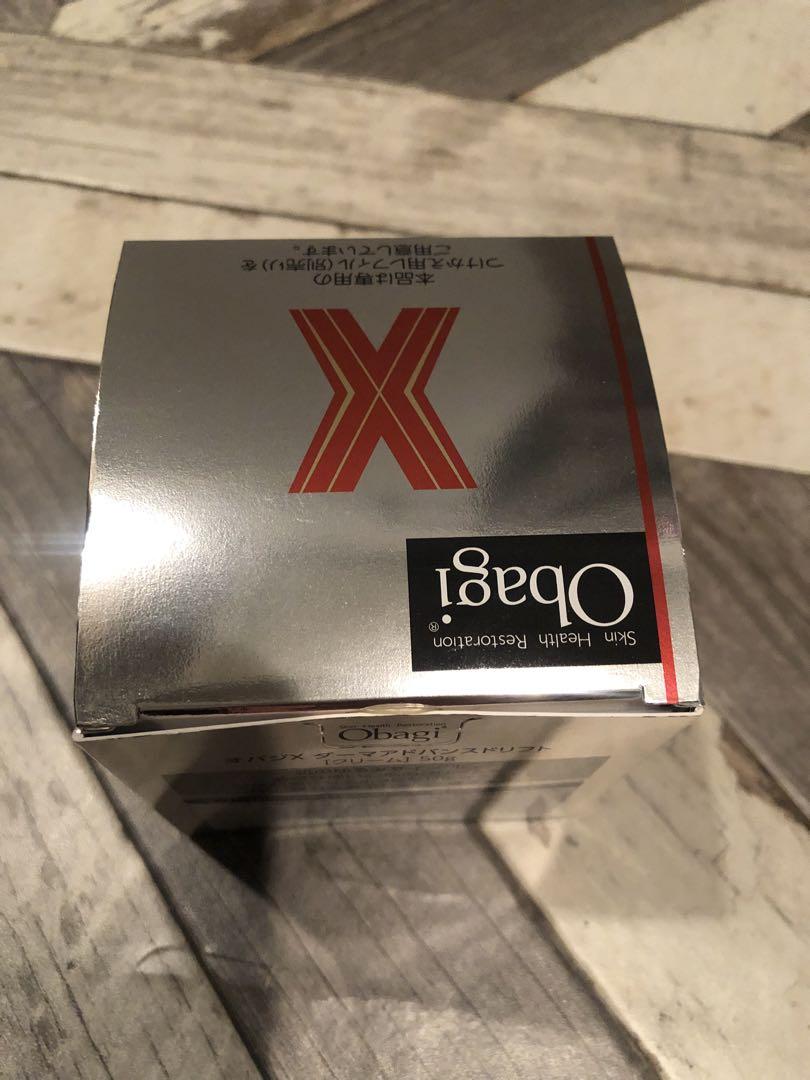 本品は専用の
つけかえ用レフィル(別売り)を
ご用意しています。
X
Obagi
Skin Health Restoration®
Skin Health Restoration
Obagi
オバジX ダーマアドバンスドリフト
[クリーム] 50g